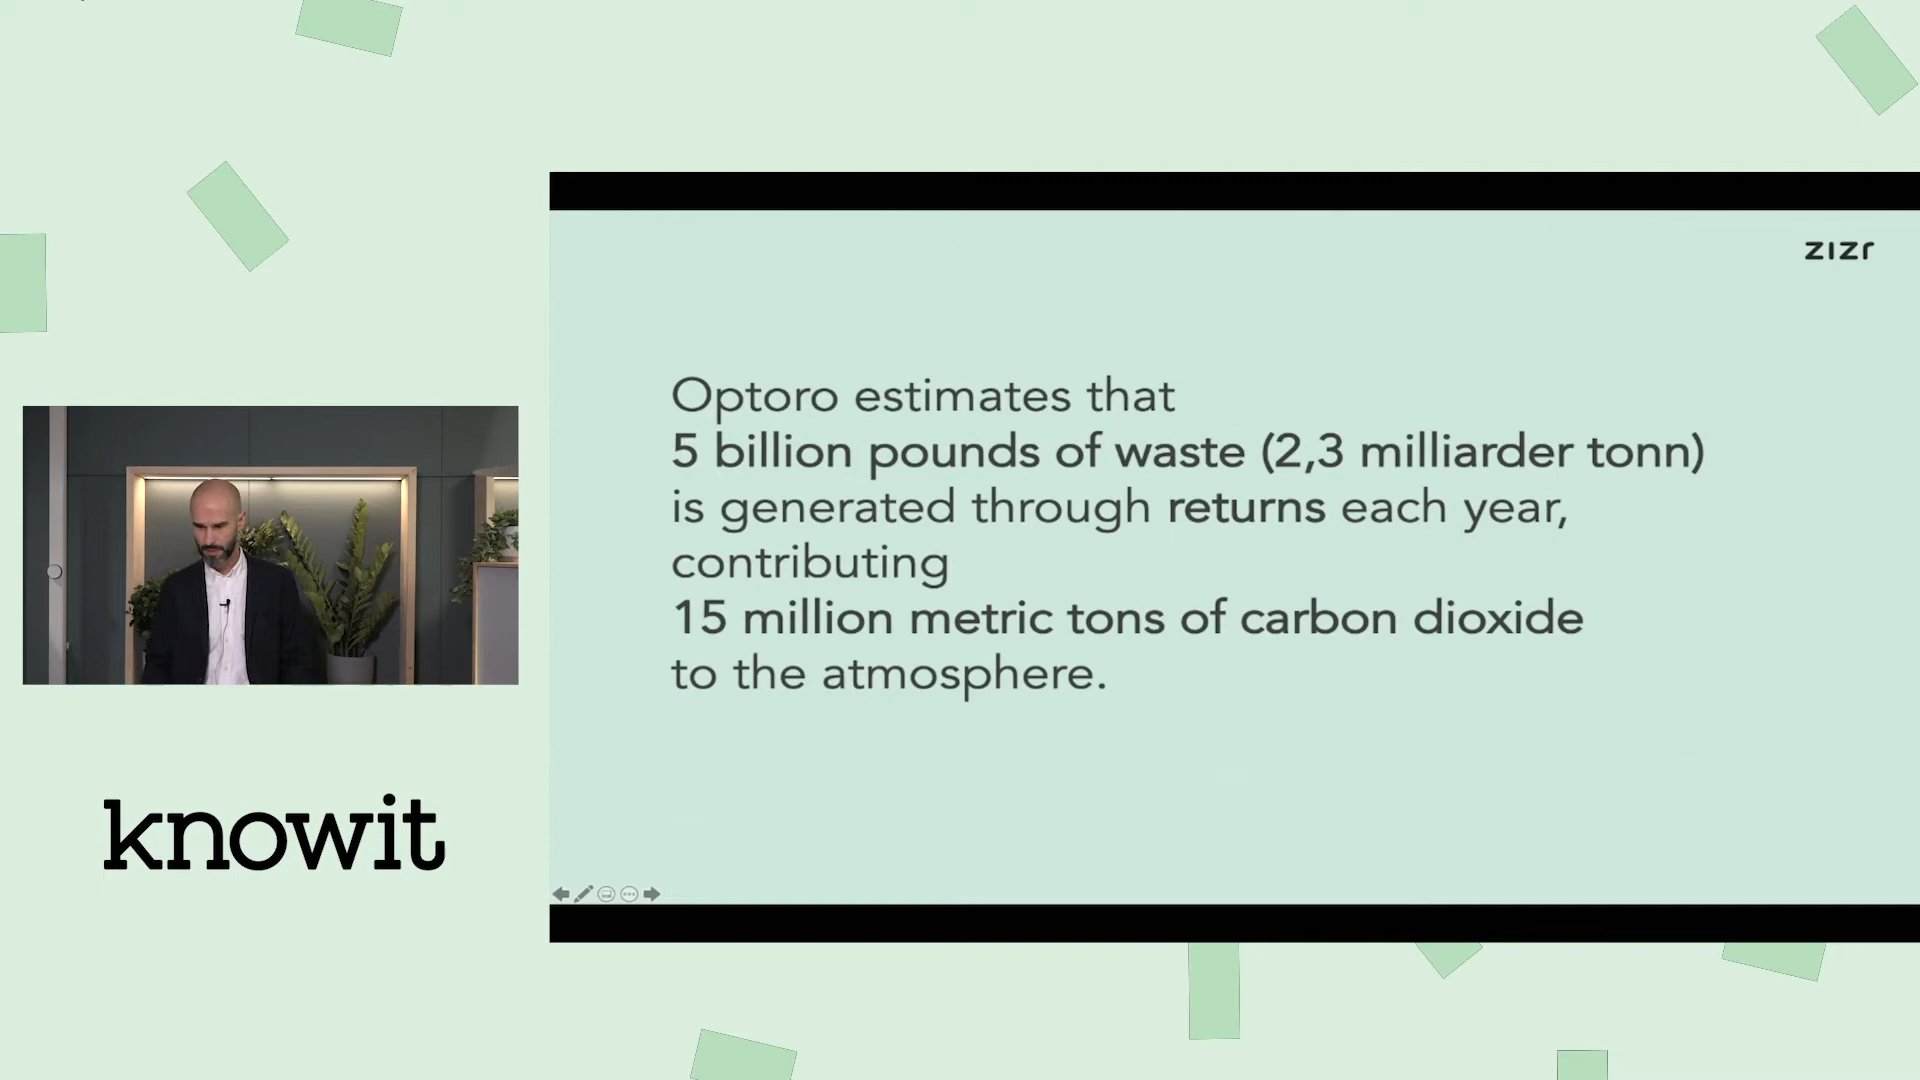 zızr
Optoro estimates that
5 billion pounds of waste (2,3 milliarder tonn)
is generated through returns each year,
contributing
15 million metric tons of carbon dioxide
to the atmosphere.
knowit